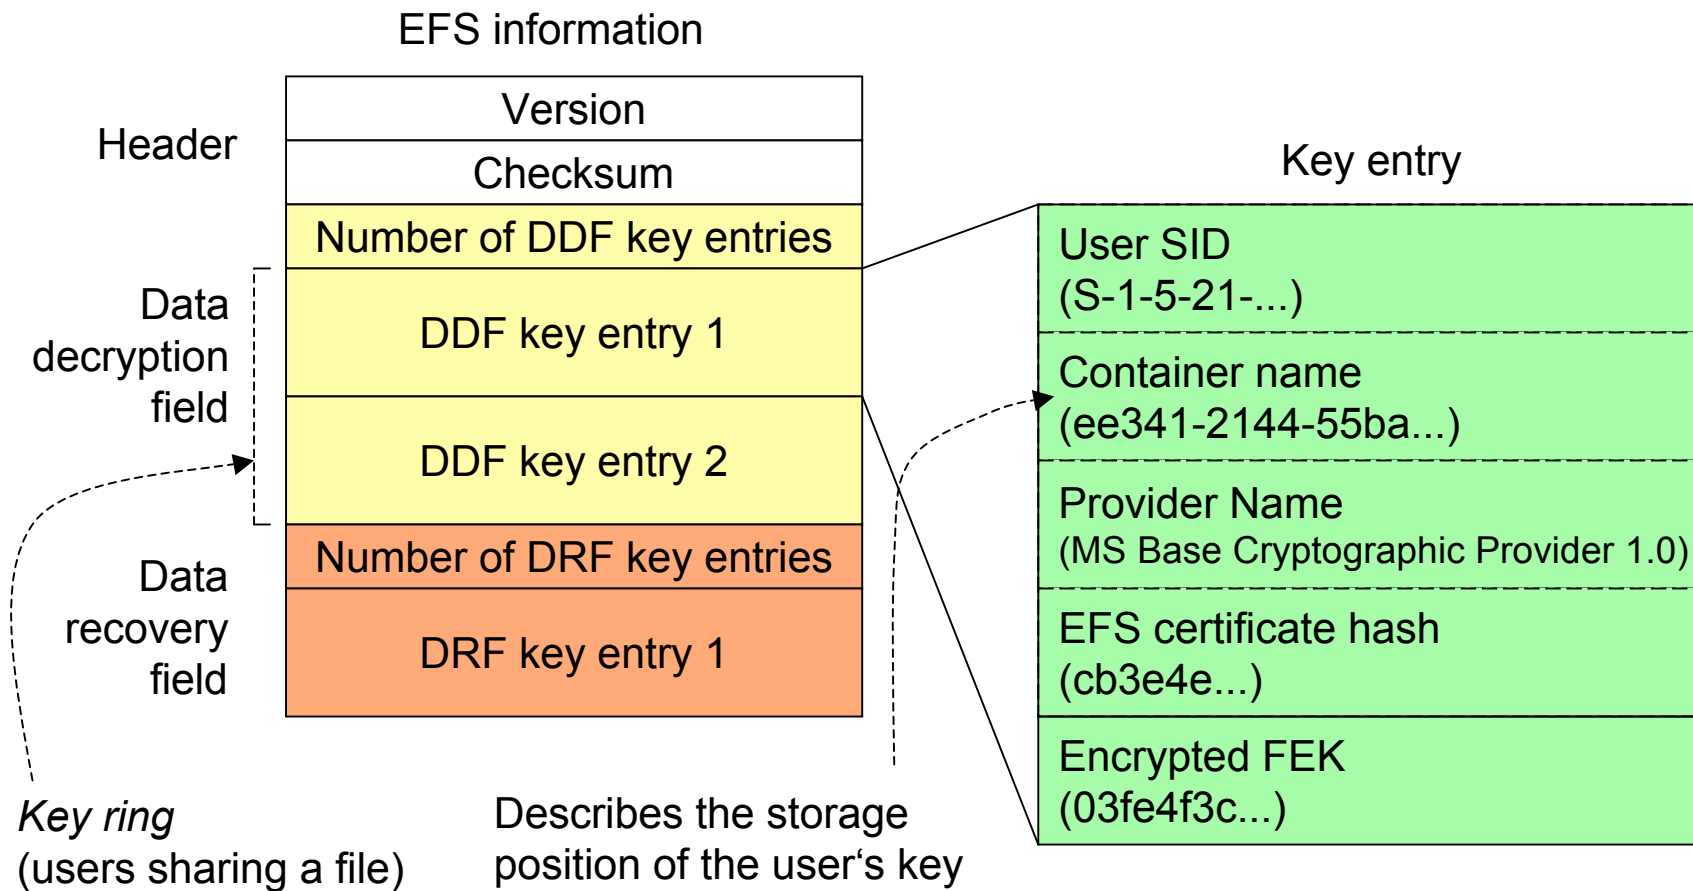 EFS information
Header
Version
Checksum
Number of DDF key entries
Data
decryption
field
DDF key entry 1
DDF key entry 2
Number of DRF key entries
Data
recovery
field
DRF key entry 1
Key ring
(users sharing a file)
Describes the storage
position of the user‘s key
Key entry
User SID
(S-1-5-21-...)
Container name
(ee341-2144-55ba...)
Provider Name
(MS Base Cryptographic Provider 1.0)
EFS certificate hash
(cb3e4e...)
Encrypted FEK
(03fe4f3c...)